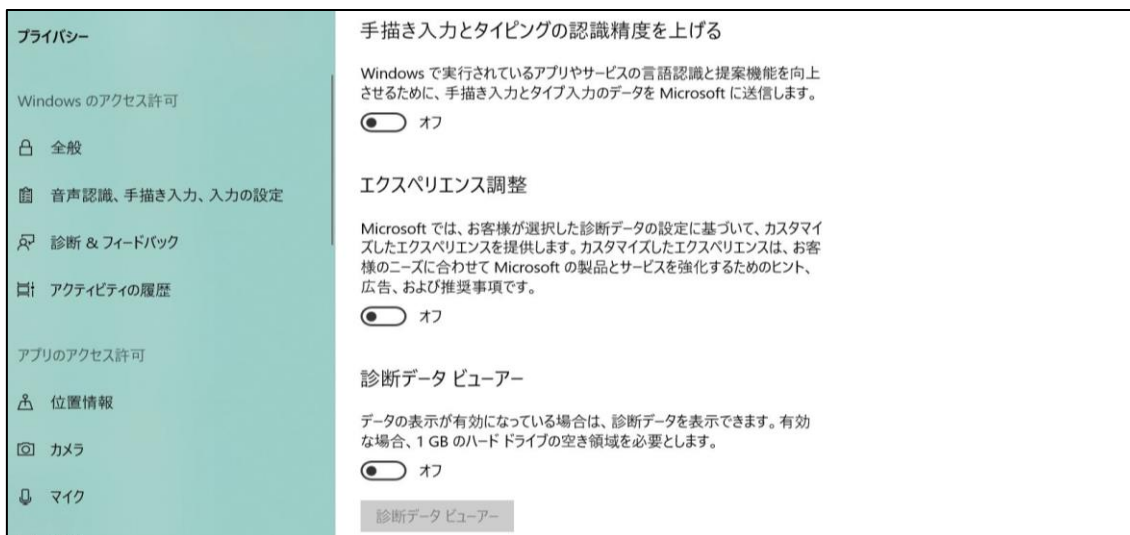 プライバシー
Windows のアクセス許可
全般
音声認識、手描き入力、入力の設定
診断 & フィードバック
アクティビティの履歴
アプリのアクセス許可
位置情報
カメラ
マイク
手描き入力とタイピングの認識精度を上げる
Windows で実行されているアプリやサービスの言語認識と提案機能を向上
させるために、手描き入力とタイプ入力のデータを Microsoft に送信します。
オフ
エクスペリエンス調整
Microsoft では、お客様が選択した診断データの設定に基づいて、カスタマイ
ズしたエクスペリエンスを提供します。カスタマイズしたエクスペリエンスは、お客
様のニーズに合わせて Microsoft の製品とサービスを強化するためのヒント、
広告、および推奨事項です。
オフ
診断データ ビューアー
データの表示が有効になっている場合は、診断データを表示できます。有効
な場合、1 GB のハード ドライブの空き領域を必要とします。
オフ
診断データ ビューアー